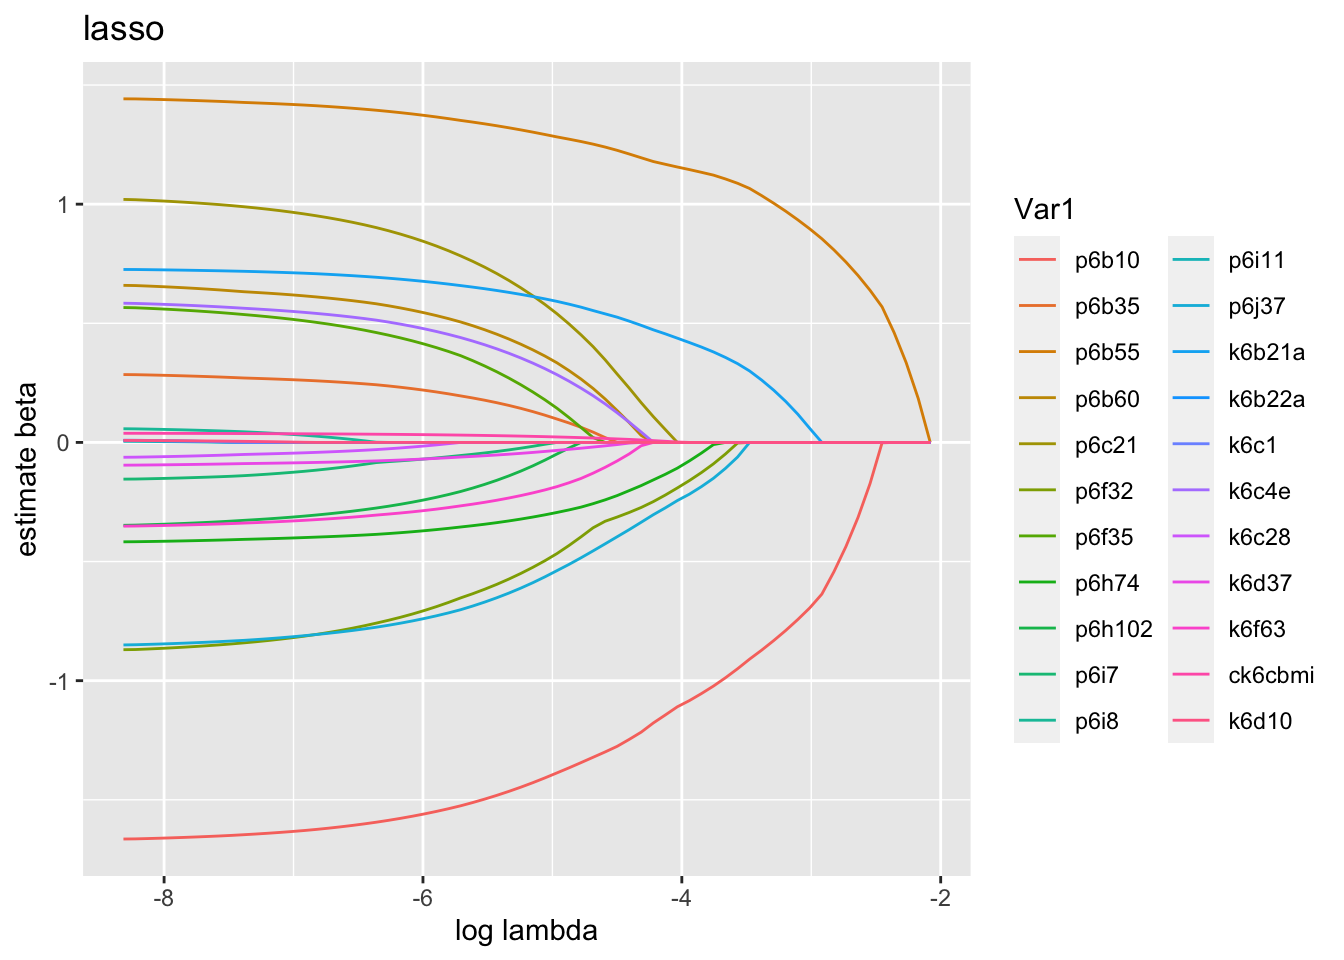 lasso
estimate beta
1
0
-1
-8
-6
-4
-2
log lambda
Var1
p6b10
p6b35
p6b55
p6b60
p6c21
p6f32
p6f35
p6h74
p6h102
p6i7
p6i8
p6i11
p6j37
k6b21a
k6b22a
k6c1
k6c4e
k6c28
k6d37
k6f63
ck6cbmi
k6d10